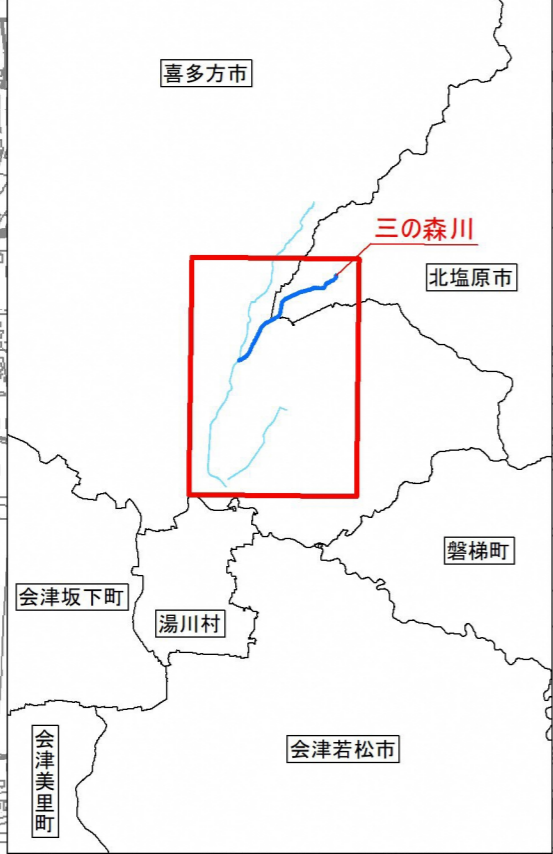 喜多方市
三の森川
北塩原市
磐梯町
会津坂下町
湯川村
会津若松市
会津美里町